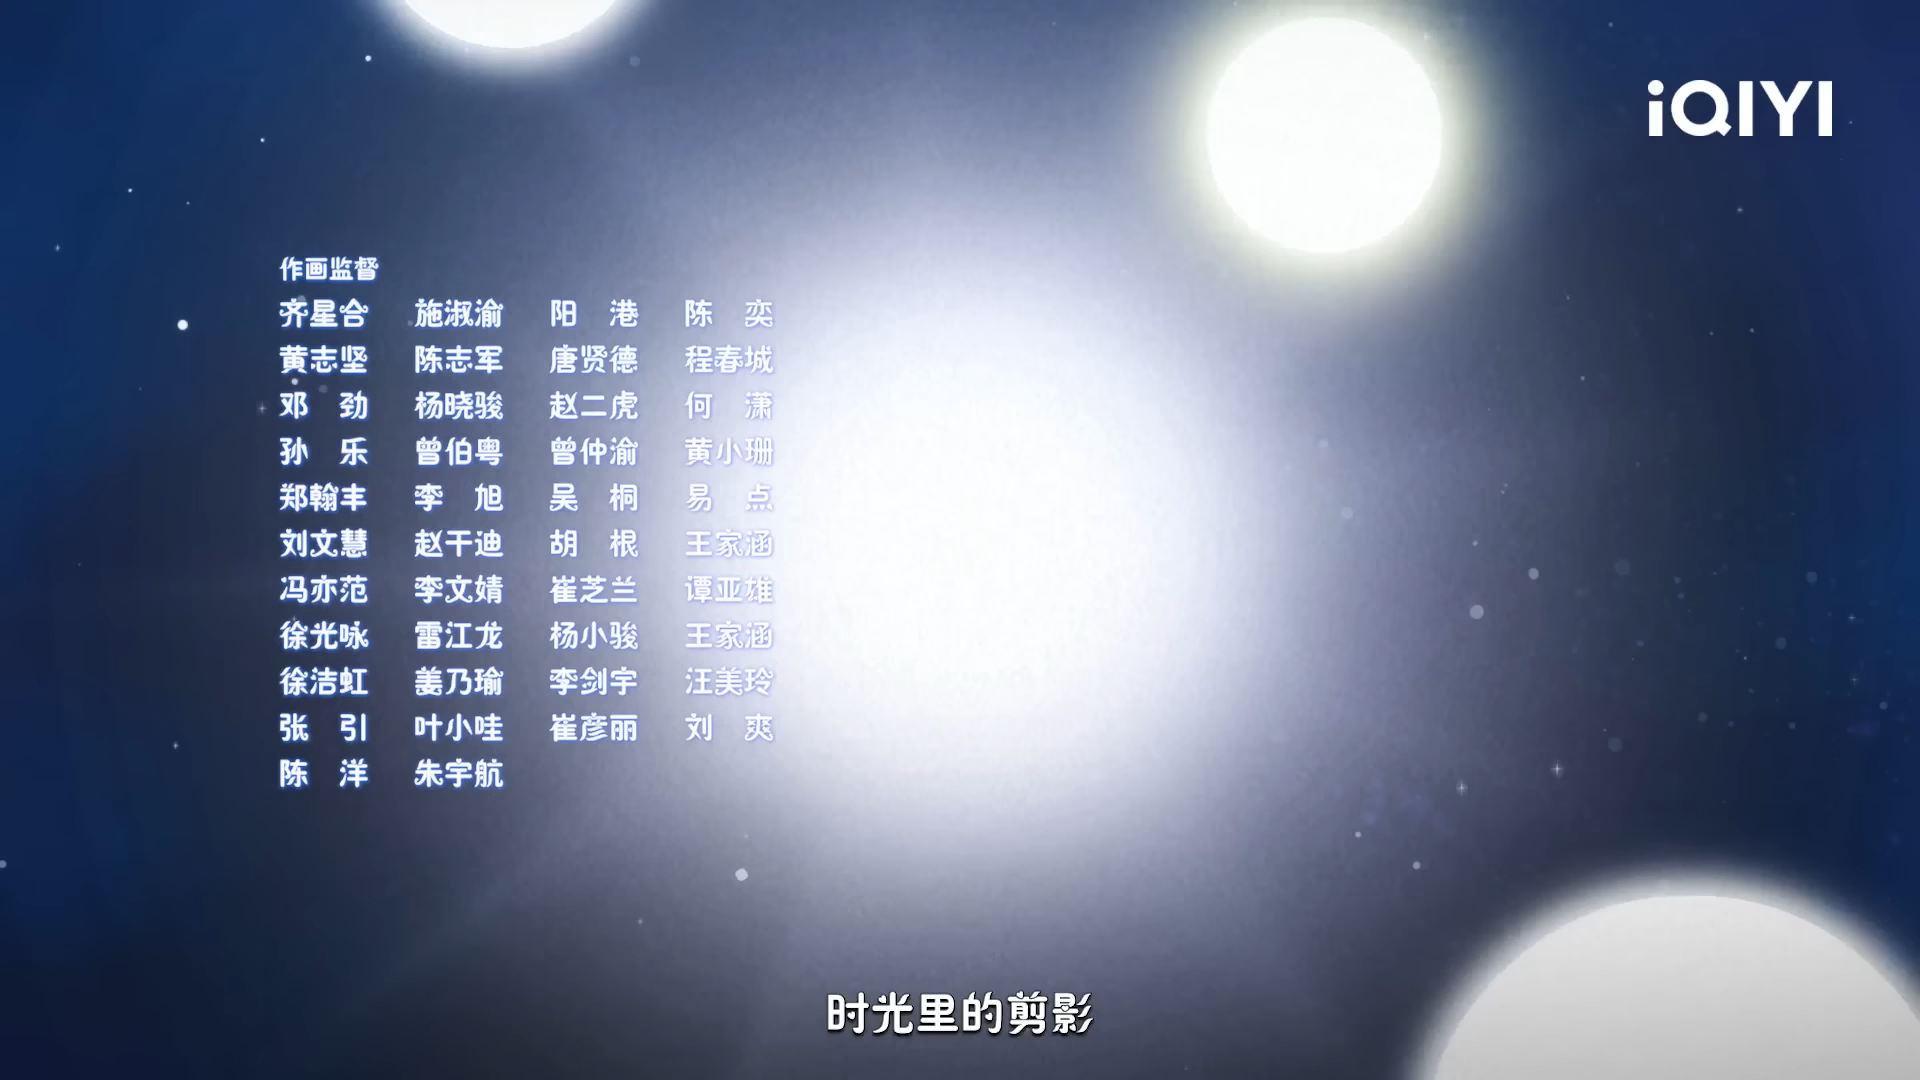 iQIYI
作画监督
齐星合 施淑渝 阳 港 陈 奕
黄志坚 陈志军 唐贤德 程春城
邓 劲 杨晓骏 赵二虎 何 潇
孙 乐 曾伯粤 曾仲渝 黄小珊
郑翰丰 李 旭 吴 桐 易 点
刘文慧 赵干迪 胡 根 王家涵
冯亦范 李文婧 崔芝兰 谭亚雄
徐光咏 雷江龙 杨小骏 王家涵
徐洁虹 姜乃瑜 李剑宇 汪美玲
张 引 叶小哇 崔彦丽 刘 爽
陈 洋 朱宇航
时光里的剪影